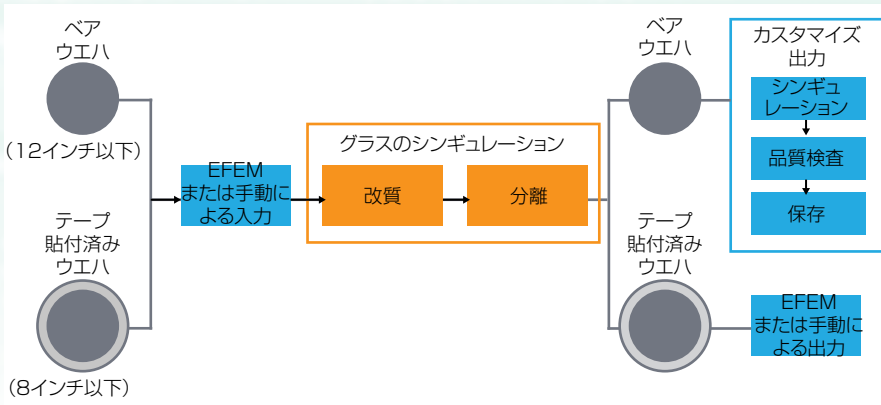 ベア
ウエハ
(12インチ以下)
テープ
貼付済み
ウエハ
(8インチ以下)
EFEM
または手動に
よる入力
グラスのシンギュレーション
改質
分離
ベア
ウエハ
テープ
貼付済み
ウエハ
カスタマイズ
出力
シンギュ
レーション
品質検査
保存
EFEM
または手動に
よる出力